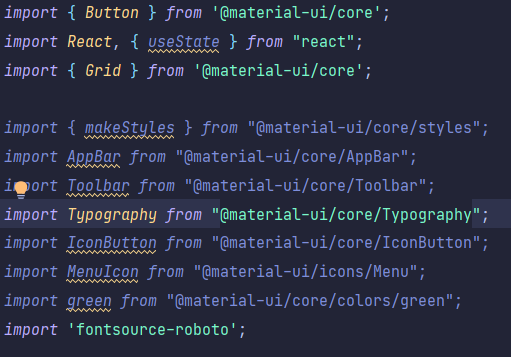 import { Button } from '@material-ui/core';
import React, { useState } from "react";
import { Grid } from '@material-ui/core';
import { makeStyles } from "@material-ui/core/styles";
import AppBar from "@material-ui/core/AppBar";
import Toolbar from "@material-ui/core/Toolbar";
import Typography from "@material-ui/core/Typography";
import IconButton from "@material-ui/core/IconButton";
import MenuIcon from "@material-ui/icons/Menu";
import green from "@material-ui/core/colors/green";
import 'fontsource-roboto';